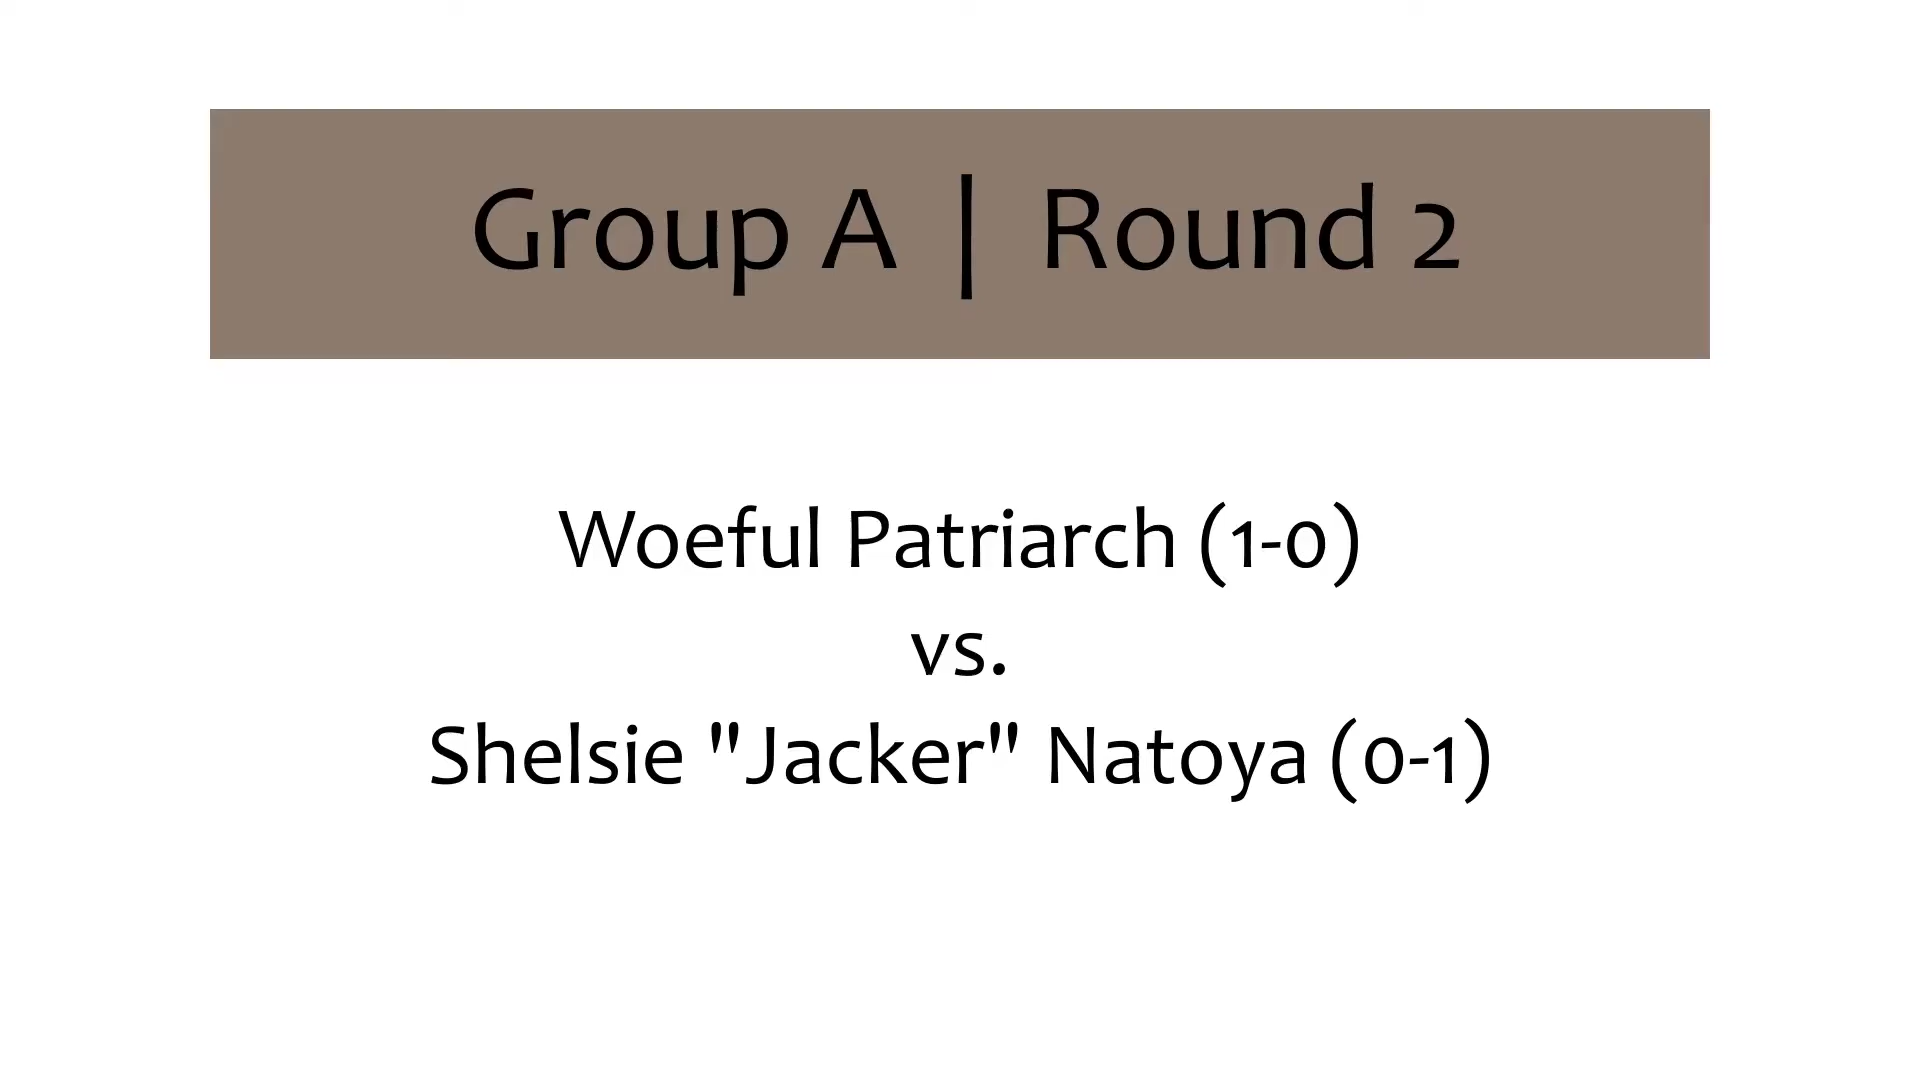 Group A | Round 2
Woeful Patriarch (1-0)
vs.
Shelsie "Jacker" Natoya (0-1)